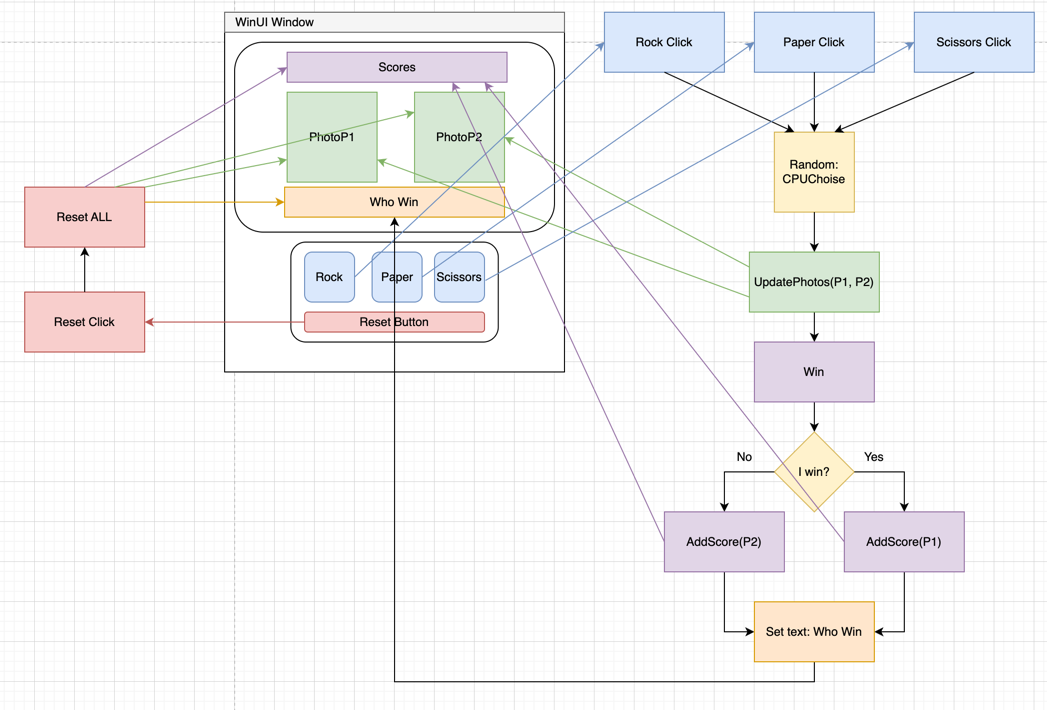 WinUI Window
Rock Click
Paper Click
Scissors Click
Scores
PhotoP1
PhotoP2
Random:
CPUChoise
Who Win
Reset ALL
Rock
Paper
Scissors
UpdatePhotos(P1, P2)
Reset Click
Reset Button
Win
No
Yes
I win?
AddScore(P2)
AddScore(P1)
Set text: Who Win